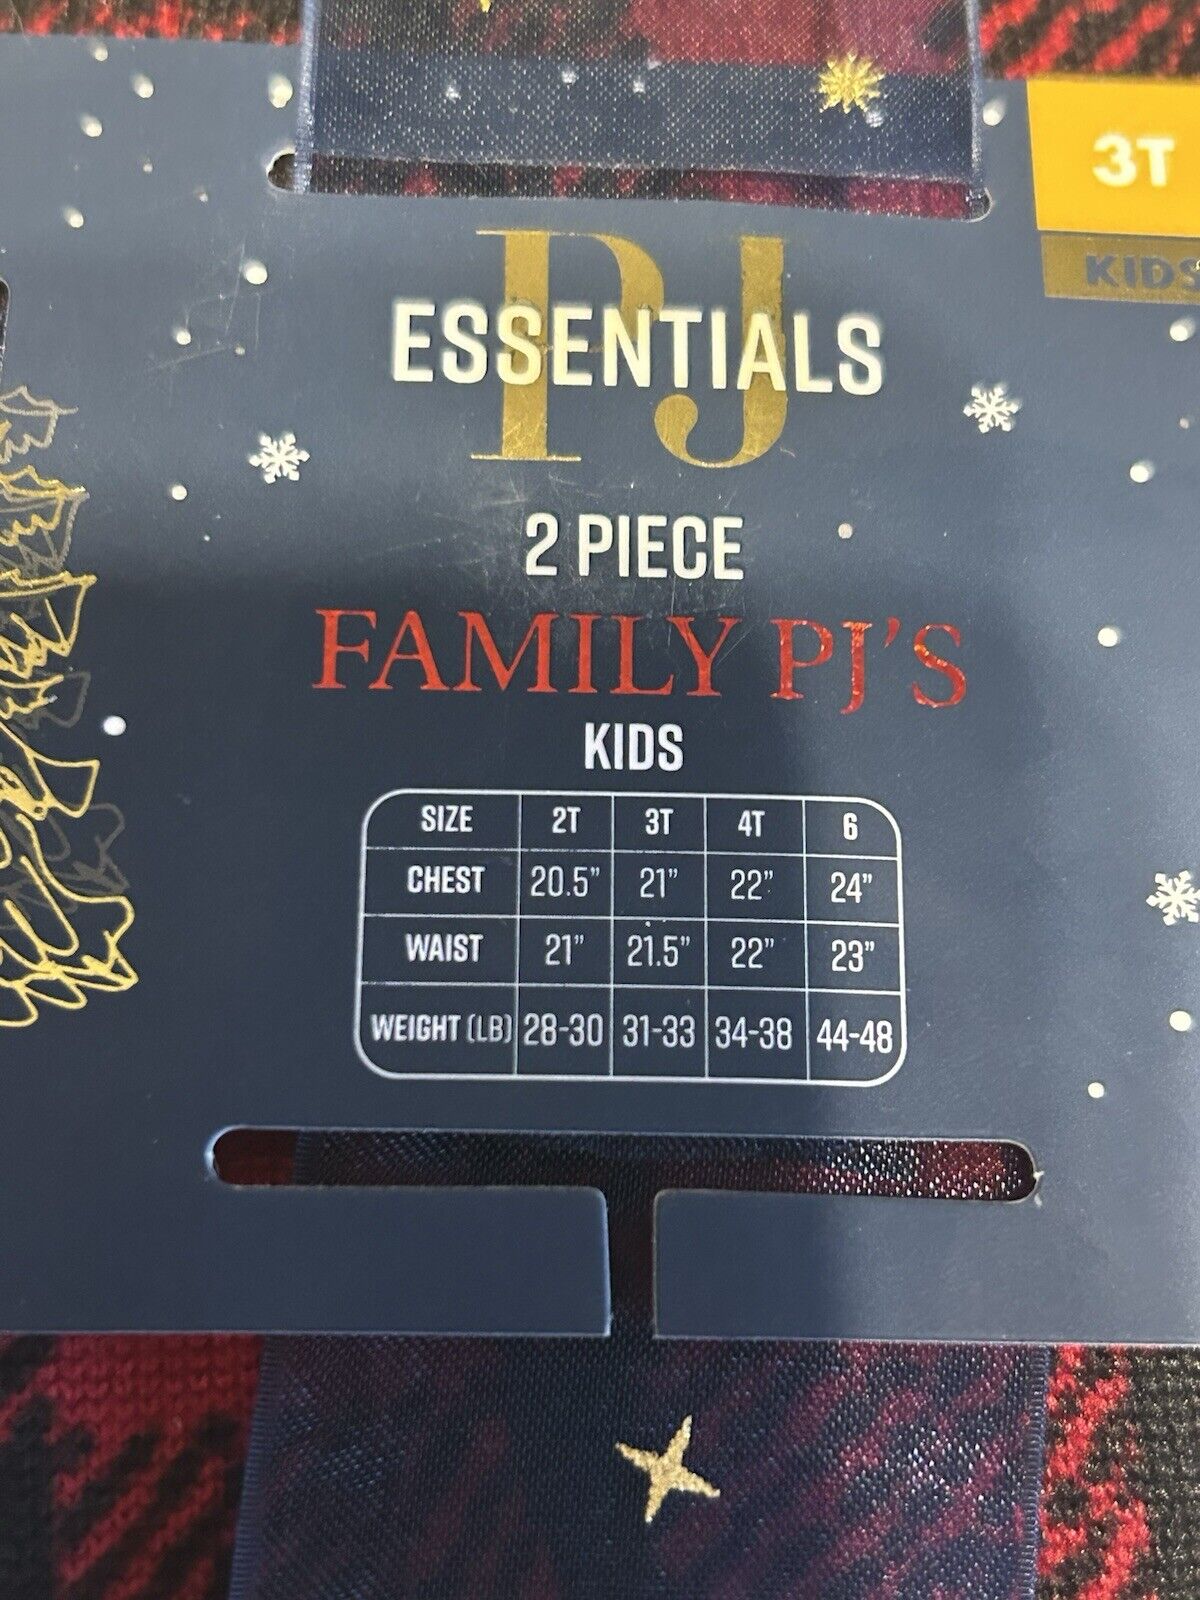 3T
KIDS
PJ
ESSENTIALS
2 PIECE
FAMILY PJ'S
KIDS
SIZE 2T 3T 4T 6
CHEST 20.5" 21" 22" 24"
WAIST 21" 21.5" 22" 23"
WEIGHT (LB) 28-30 31-33 34-38 44-48